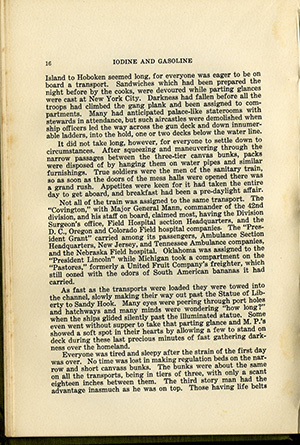 16 IODINE AND GASOLINE
Island to Hoboken seemed long, for everyone was eager to be on
board a transport. Sandwiches which had been prepared the
night before by the cooks, were devoured while parting glances
were cast at New York City. Darkness had fallen before all the
troops had climbed the gang plank and been assigned to com-
partments. Many had anticipated palace-like staterooms with
stewards in attendance, but such aircastles were demolished when
ship officers led the way across the gun deck and down innumer-
able ladders, into the hold, one or two decks below the water line.
It did not take long, however, for everyone to settle down to
circumstances. After squeezing and maneuvering through the
narrow passages between the three-tier canvas bunks, packs
were disposed of by hanging them on water pipes and similar
furnishings. True soldiers were the men of the sanitary train,
so as soon as the doors of the mess halls were opened there was
a grand rush. Appetites were keen for it had taken the entire
day to get aboard, and breakfast had been a pre-daylight affair.
Not all of the train was assigned to the same transport. The
"Covington," with Major General Mann, commander of the 42nd
division, and his staff on board, claimed most, having the Division
Surgeon's office, Field Hospital section Headquarters, and the
D. C., Oregon and Colorado Field hospital companies. The "Pres-
ident Grant" carried among its passengers, Ambulance Section
Headquarters, New Jersey, and Tennessee Ambulance companies,
and the Nebraska Field hospital. Oklahoma was assigned to the
"President Lincoln" while Michigan took a compartment on the
"Pastores," formerly a United Fruit Company's freighter, which
still oozed with the odors of South American bananas it had
carried.
As fast as the transports were loaded they were towed into
the channel, slowly making their way out past the Statue of Lib-
erty to Sandy Hook. Many eyes were peering through port holes
and hatchways and many minds were wondering "how long?"
when the ships glided silently past the illuminated statue. Some
even went without supper to take that parting glance and M. P.'s
showed a soft spot in their hearts by allowing a few to stand on
deck during these last precious minutes of fast gathering dark-
ness over the homeland.
Everyone was tired and sleepy after the strain of the first day
was over. No time was lost in making regulation beds on the nar-
row and short canvass bunks. The bunks were about the same
on all the transports, being in tiers of three, with only a scant
eighteen inches between them. The third story man had the
advantage inasmuch as he was on top. Those having life belts